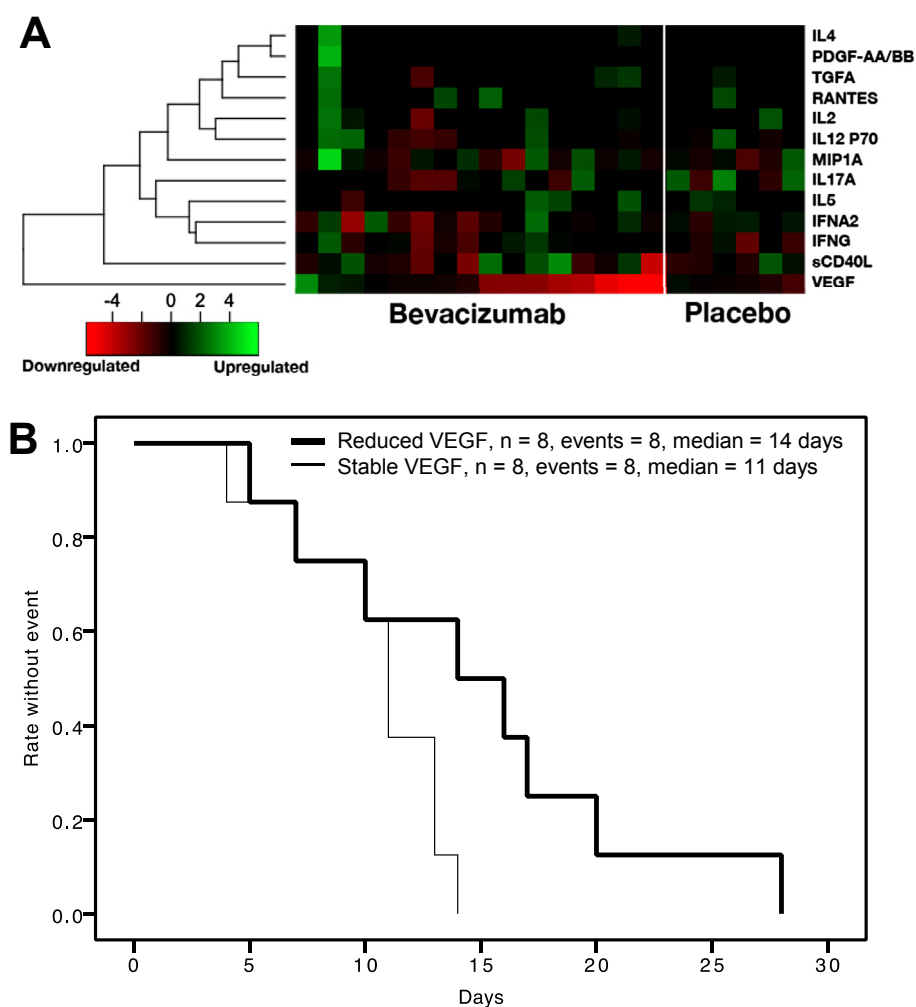 A
IL4
PDGF-AA/BB
TGFA
RANTES
IL2
IL12 P70
MIP1A
IL17A
IL5
IFNA2
IFNG
sCD40L
VEGF
-4 0 2 4
Downregulated Upregulated
Bevacizumab Placebo
B
Reduced VEGF, n = 8, events = 8, median = 14 days
Stable VEGF, n = 8, events = 8, median = 11 days
Rate without event
1.0
0.8
0.6
0.4
0.2
0.0
0 5 10 15 20 25 30
Days